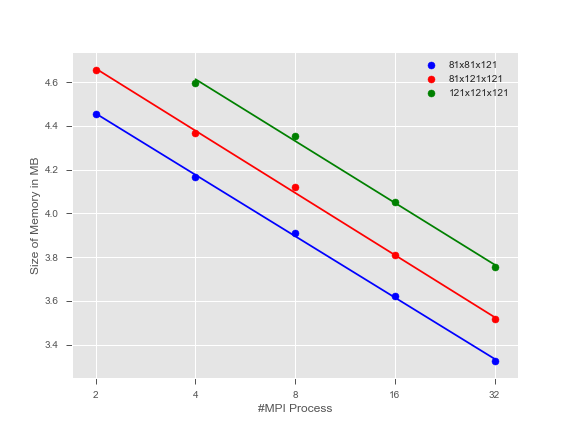 81x81x121
81x121x121
121x121x121
4.6
4.4
4.2
4.0
3.8
3.6
3.4
Size of Memory in MB
2 4 8 16 32
#MPI Process